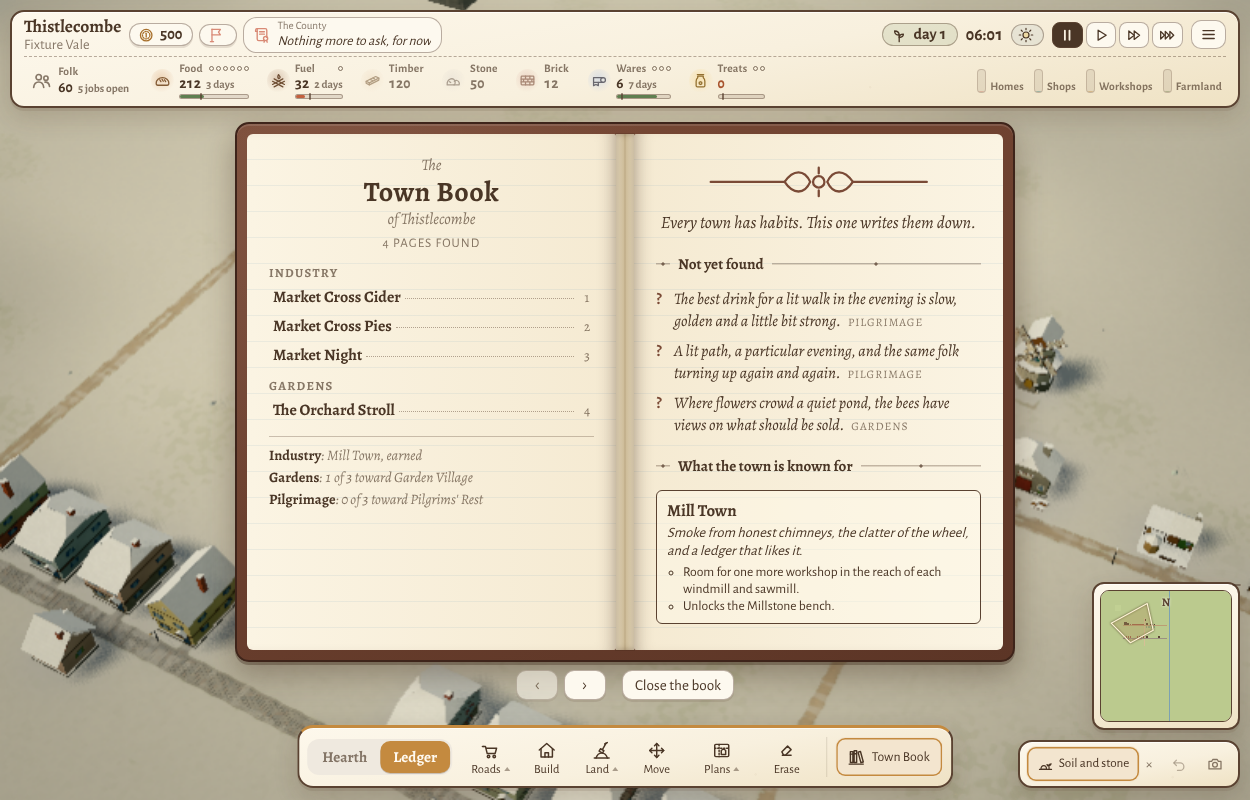 Thistlecombe
Fixture Vale
500
The County
Nothing more to ask, for now
day 1
06:01
Folk
60 5 jobs open
Food
212 3 days
Fuel
32 2 days
Timber
120
Stone
50
Brick
12
Wares
6 7 days
Treats
0
Homes
Shops
Workshops
Farmland
The
Town Book
of Thistlecombe
4 PAGES FOUND
INDUSTRY
Market Cross Cider 1
Market Cross Pies 2
Market Night 3
GARDENS
The Orchard Stroll 4
Industry: Mill Town, earned
Gardens: 1 of 3 toward Garden Village
Pilgrimage: 0 of 3 toward Pilgrims' Rest
Every town has habits. This one writes them down.
Not yet found
? The best drink for a lit walk in the evening is slow,
golden and a little bit strong. PILGRIMAGE
? A lit path, a particular evening, and the same folk
turning up again and again. PILGRIMAGE
? Where flowers crowd a quiet pond, the bees have
views on what should be sold. GARDENS
What the town is known for
Mill Town
Smoke from honest chimneys, the clatter of the wheel,
and a ledger that likes it.
Room for one more workshop in the reach of each
windmill and sawmill.
Unlocks the Millstone bench.
‹ › Close the book
N
Hearth
Ledger
Roads
Build
Land
Move
Plans
Erase
Town Book
Soil and stone ×